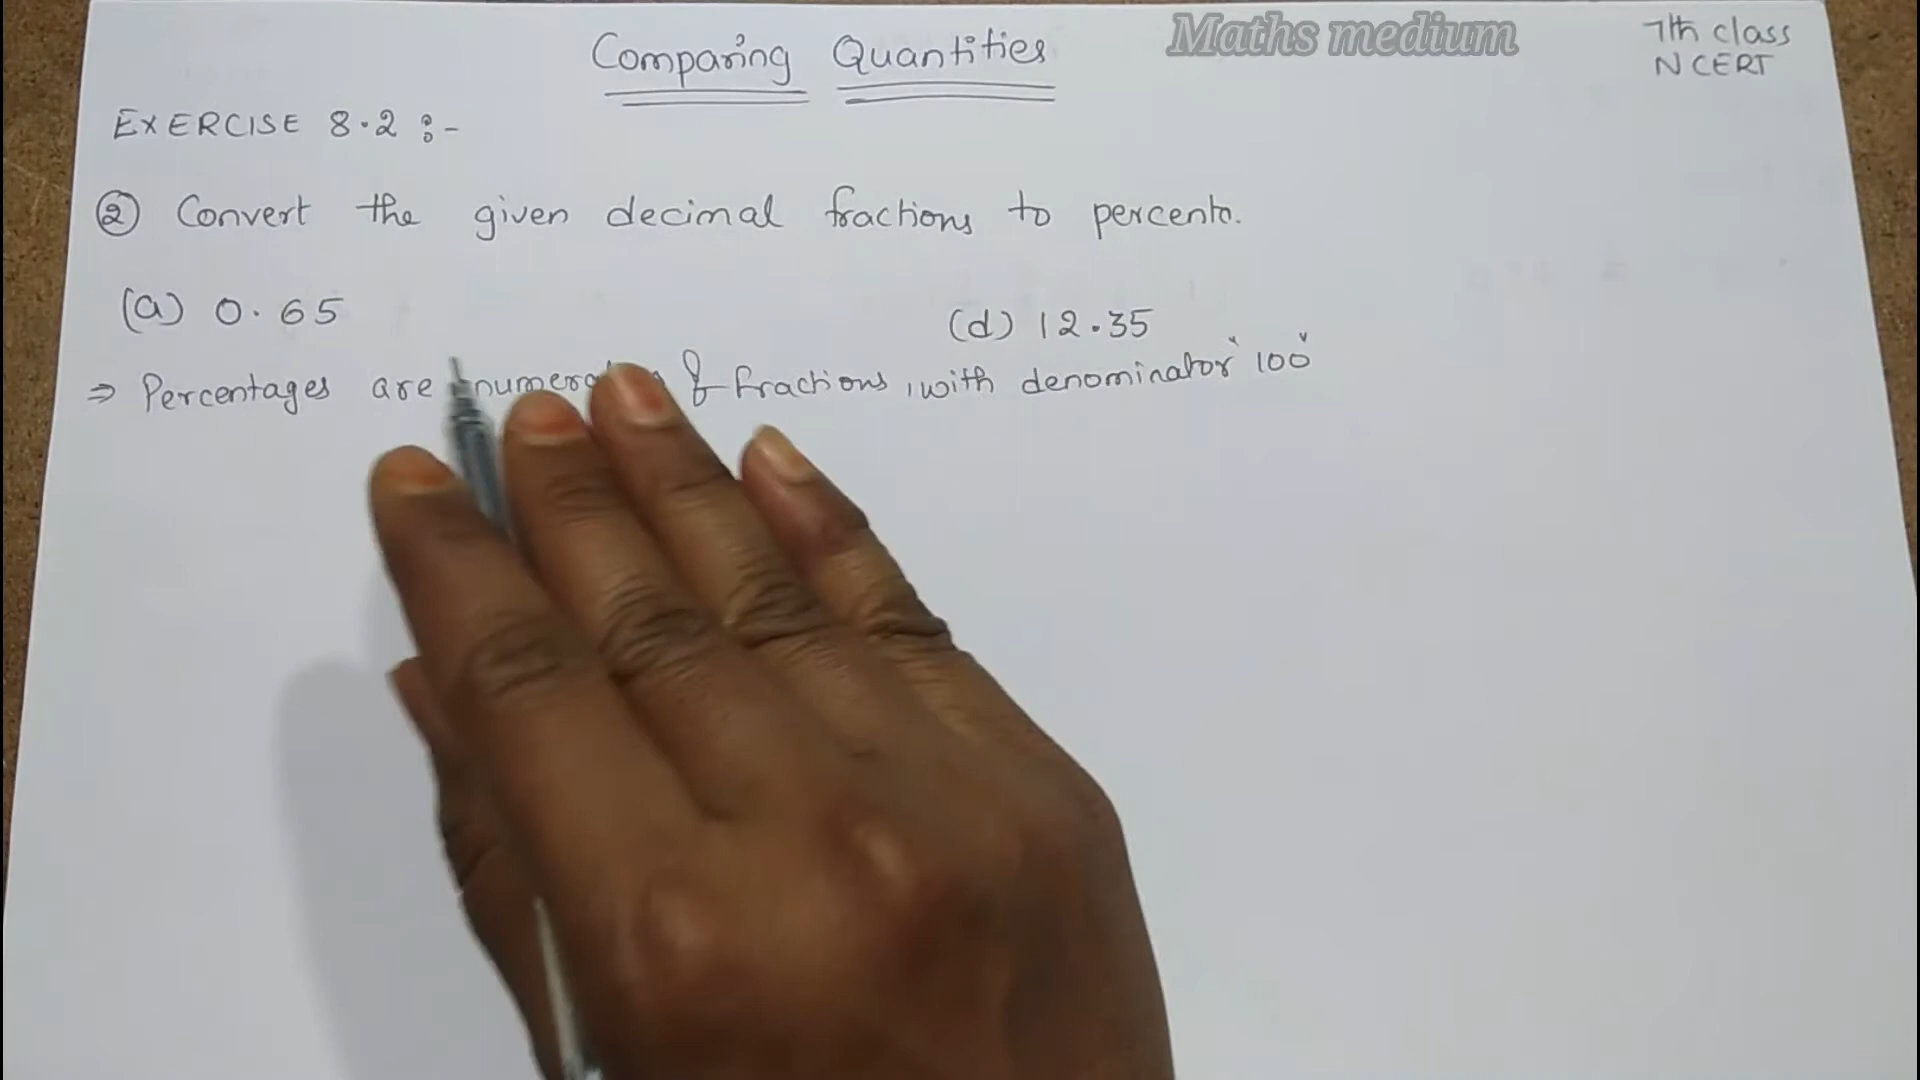 Comparing Quantities
Maths medium
7th class
NCERT
EXERCISE 8.2 :-
② Convert the given decimal fractions to percents.
(a) 0.65
(d) 12.35
⇒ Percentages are of fractions, with denominator "100"